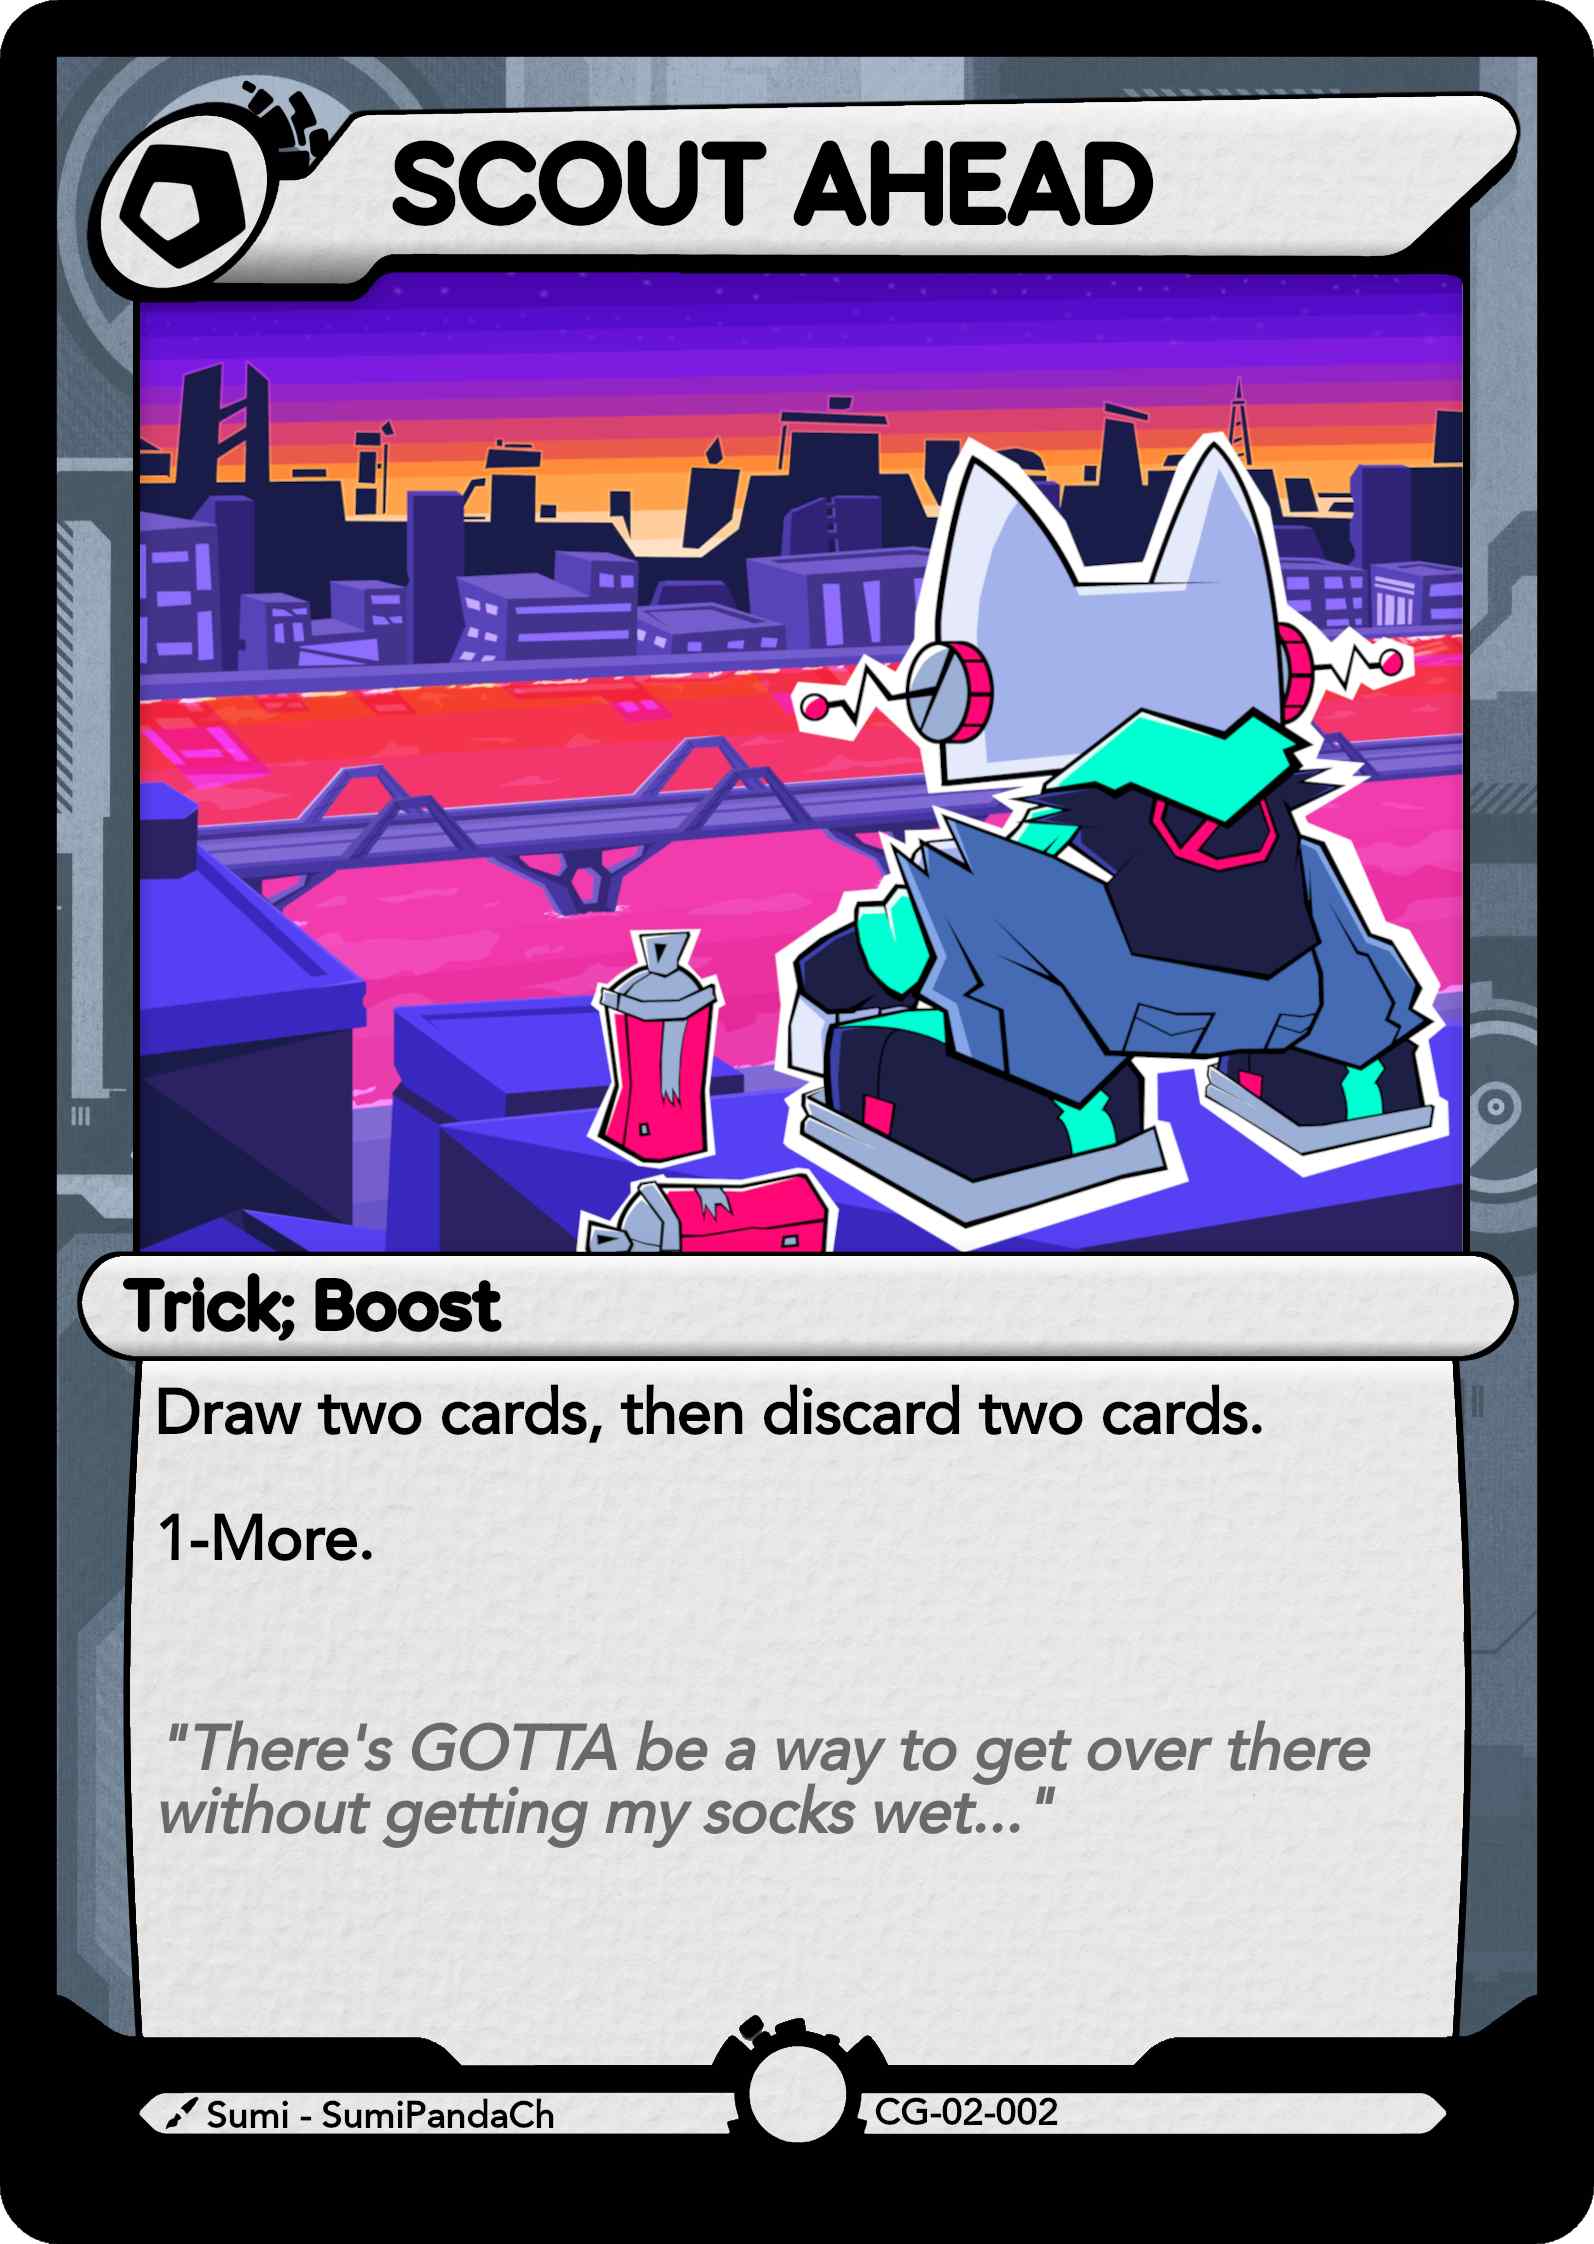 SCOUT AHEAD
Trick; Boost
Draw two cards, then discard two cards.
1-More.
"There's GOTTA be a way to get over there
without getting my socks wet..."
Sumi - SumiPandaCh
CG-02-002